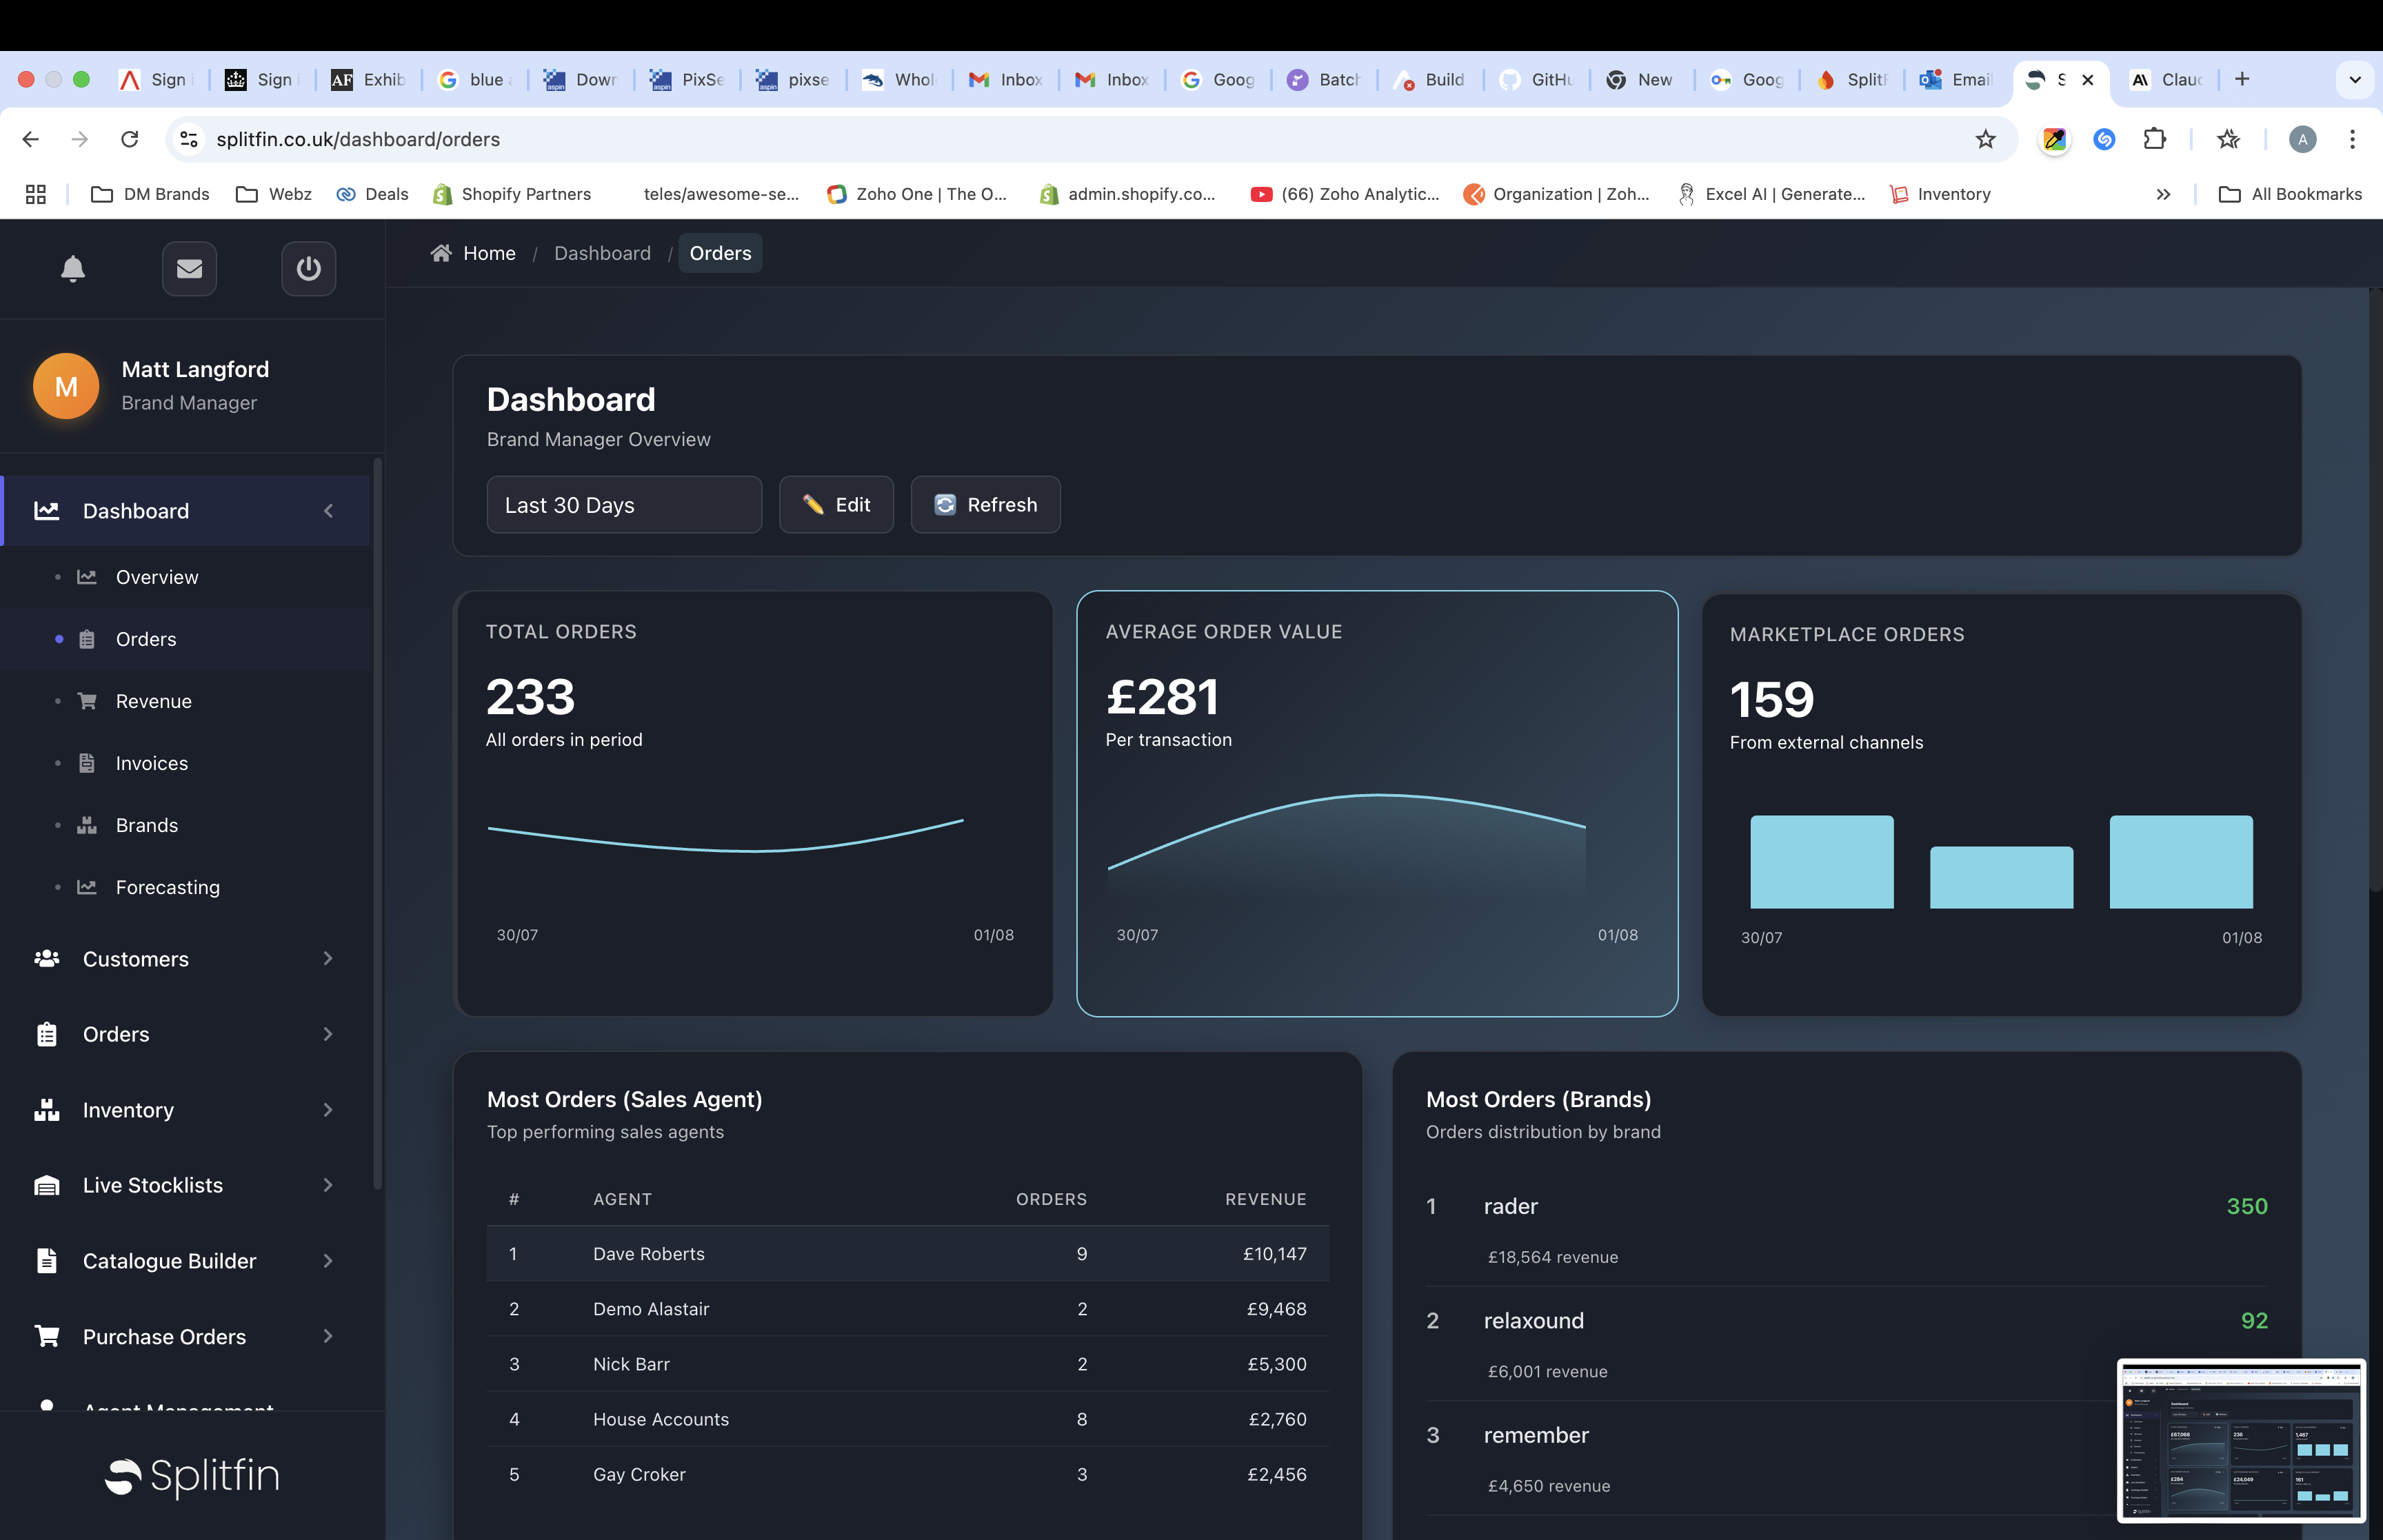 Sign i
Sign i
AF Exhib
blue a
Down
PixSe
pixse
Whol
Inbox
Inbox
Goog
Batch
Build
GitHu
New
Goog
SplitF
Email
S
Claud
splitfin.co.uk/dashboard/orders
A
DM Brands
Webz
Deals
Shopify Partners
teles/awesome-se...
Zoho One | The O...
admin.shopify.co...
(66) Zoho Analytic...
Organization | Zoh...
Excel AI | Generate...
Inventory
All Bookmarks
Home / Dashboard / Orders
M
Matt Langford
Brand Manager
Dashboard
Overview
Orders
Revenue
Invoices
Brands
Forecasting
Customers
Orders
Inventory
Live Stocklists
Catalogue Builder
Purchase Orders
Agent Management
Splitfin
Dashboard
Brand Manager Overview
Last 30 Days
Edit
Refresh
TOTAL ORDERS
233
All orders in period
30/07 01/08
AVERAGE ORDER VALUE
£281
Per transaction
30/07 01/08
MARKETPLACE ORDERS
159
From external channels
30/07 01/08
Most Orders (Sales Agent)
Top performing sales agents
# AGENT ORDERS REVENUE
1 Dave Roberts 9 £10,147
2 Demo Alastair 2 £9,468
3 Nick Barr 2 £5,300
4 House Accounts 8 £2,760
5 Gay Croker 3 £2,456
Most Orders (Brands)
Orders distribution by brand
1 rader 350
£18,564 revenue
2 relaxound 92
£6,001 revenue
3 remember
£4,650 revenue